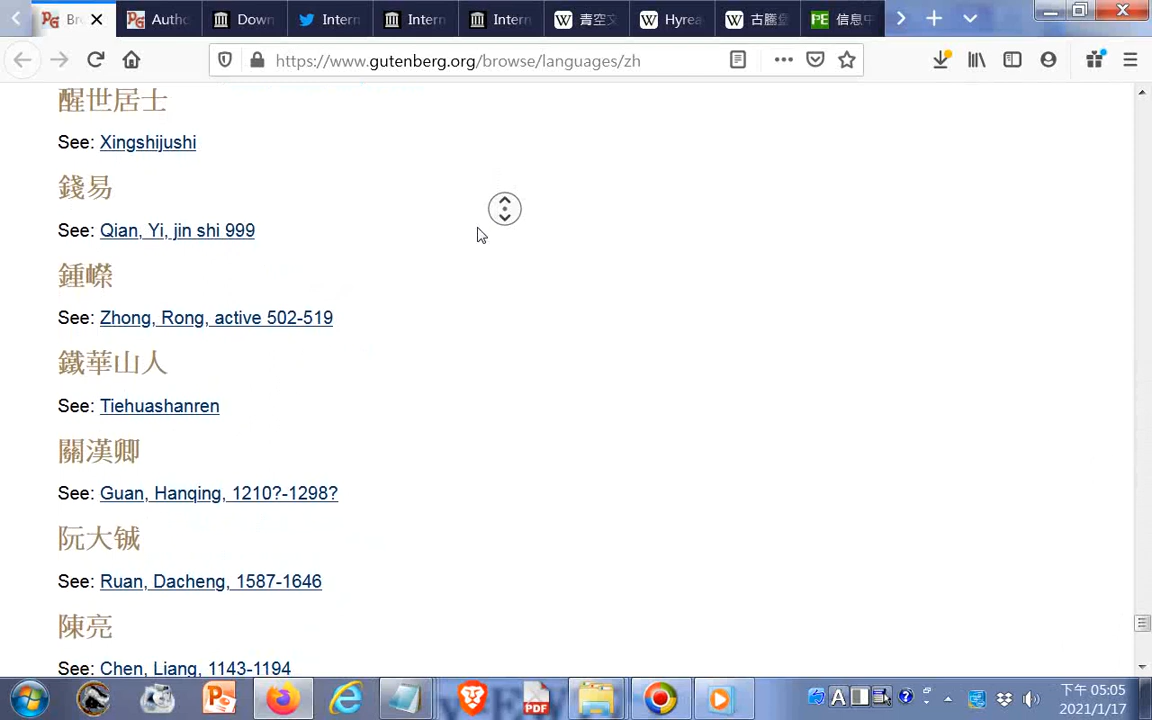 Br
Autho
Down
Intern
Intern
Intern
青空文
Hyrea
古騰堡
信息中
https://www.gutenberg.org/browse/languages/zh
醒世居士
See: Xingshijushi
錢易
See: Qian, Yi, jin shi 999
鍾嶸
See: Zhong, Rong, active 502-519
鐵華山人
See: Tiehuashanren
關漢卿
See: Guan, Hanqing, 1210?-1298?
阮大铖
See: Ruan, Dacheng, 1587-1646
陳亮
See: Chen, Liang, 1143-1194
下午 05:05
2021/1/17